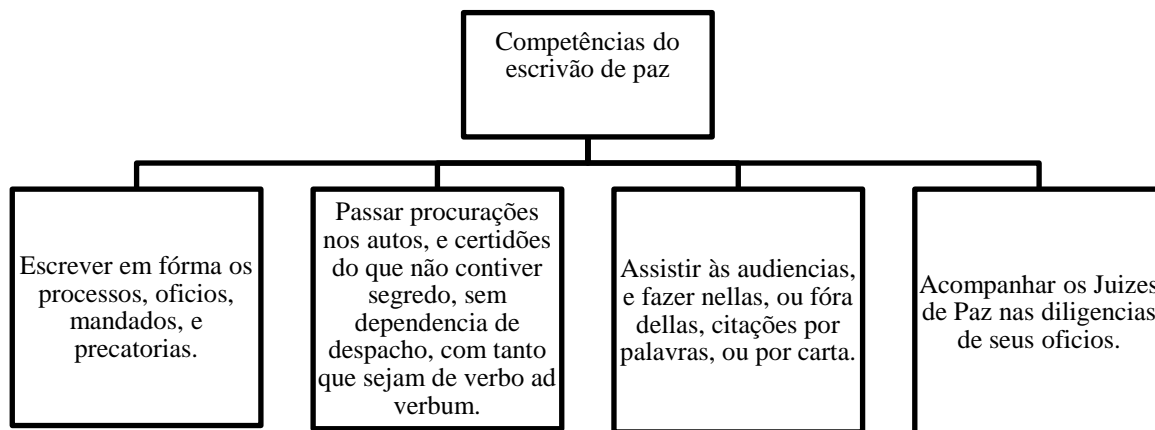 Competências do
escrivão de paz
Escrever em fórma os
processos, oficios,
mandados, e
precatorias.
Passar procurações
nos autos, e certidões
do que não contiver
segredo, sem
dependencia de
despacho, com tanto
que sejam de verbo ad
verbum.
Assistir às audiencias,
e fazer nellas, ou fóra
dellas, citações por
palavras, ou por carta.
Acompanhar os Juizes
de Paz nas diligencias
de seus oficios.